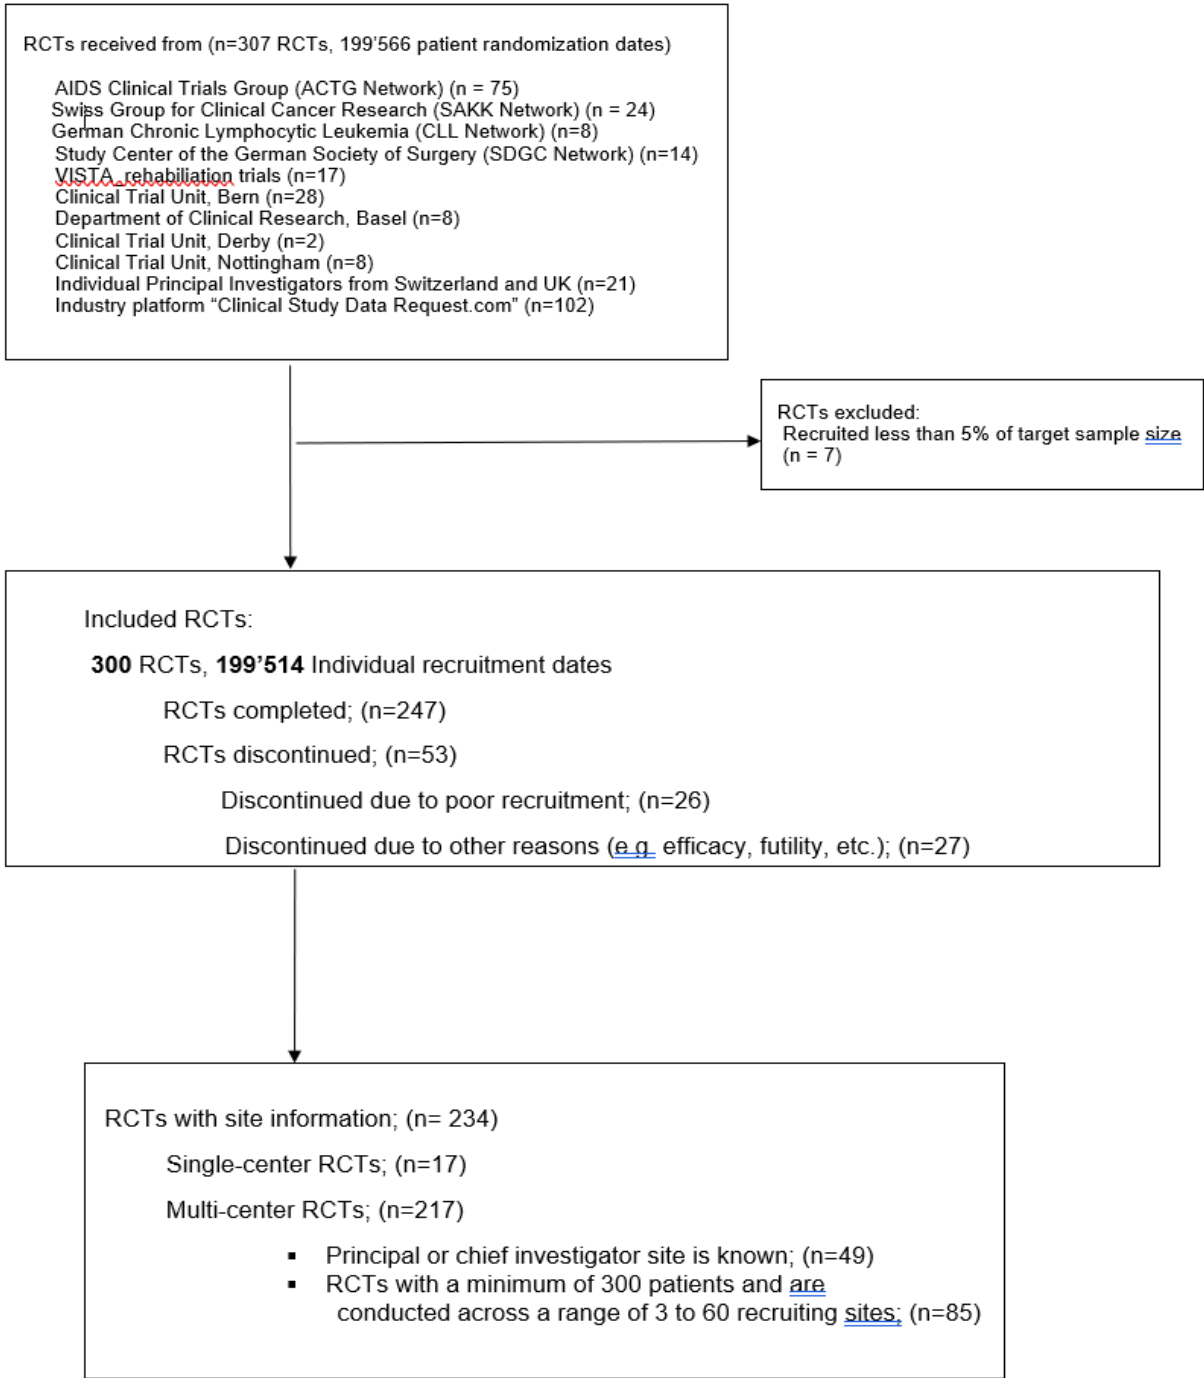 RCTs received from (n=307 RCTs, 199’566 patient randomization dates)
AIDS Clinical Trials Group (ACTG Network) (n = 75)
Swiss Group for Clinical Cancer Research (SAKK Network) (n = 24)
German Chronic Lymphocytic Leukemia (CLL Network) (n=8)
Study Center of the German Society of Surgery (SDGC Network) (n=14)
VISTA_rehabiliation trials (n=17)
Clinical Trial Unit, Bern (n=28)
Department of Clinical Research, Basel (n=8)
Clinical Trial Unit, Derby (n=2)
Clinical Trial Unit, Nottingham (n=8)
Individual Principal Investigators from Switzerland and UK (n=21)
Industry platform “Clinical Study Data Request.com” (n=102)
RCTs excluded:
Recruited less than 5% of target sample size
(n = 7)
Included RCTs:
300 RCTs, 199’514 Individual recruitment dates
RCTs completed; (n=247)
RCTs discontinued; (n=53)
Discontinued due to poor recruitment; (n=26)
Discontinued due to other reasons (e.g. efficacy, futility, etc.); (n=27)
RCTs with site information; (n= 234)
Single-center RCTs; (n=17)
Multi-center RCTs; (n=217)
▪ Principal or chief investigator site is known; (n=49)
▪ RCTs with a minimum of 300 patients and are
conducted across a range of 3 to 60 recruiting sites; (n=85)